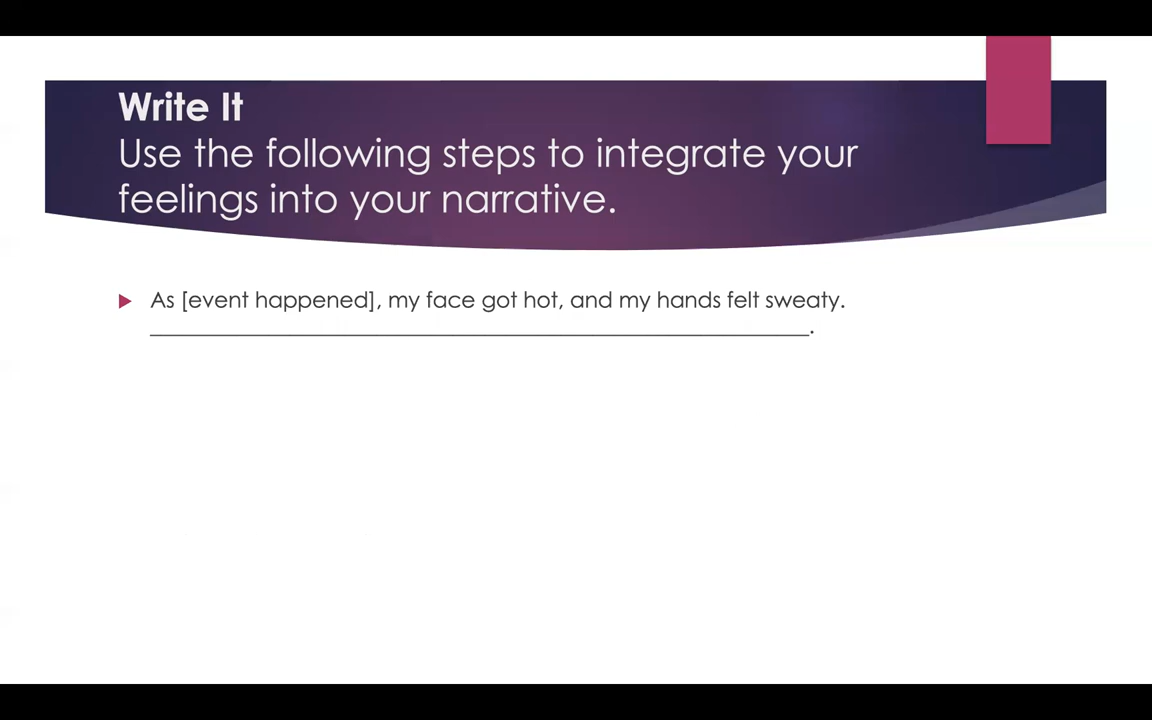 Write It
Use the following steps to integrate your
feelings into your narrative.
As [event happened], my face got hot, and my hands felt sweaty.
____________________________________________________________.